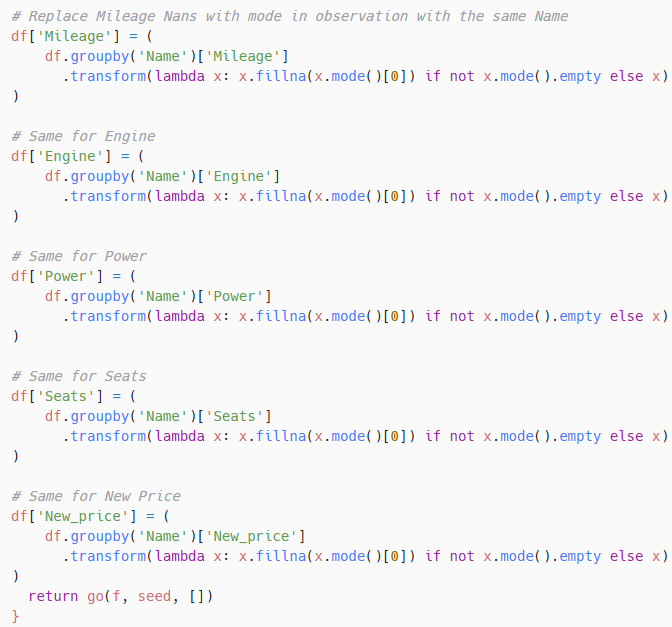 # Replace Mileage Nans with mode in observation with the same Name
df['Mileage'] = (
    df.groupby('Name')['Mileage']
      .transform(lambda x: x.fillna(x.mode()[0]) if not x.mode().empty else x)
)

# Same for Engine
df['Engine'] = (
    df.groupby('Name')['Engine']
      .transform(lambda x: x.fillna(x.mode()[0]) if not x.mode().empty else x)
)

# Same for Power
df['Power'] = (
    df.groupby('Name')['Power']
      .transform(lambda x: x.fillna(x.mode()[0]) if not x.mode().empty else x)
)

# Same for Seats
df['Seats'] = (
    df.groupby('Name')['Seats']
      .transform(lambda x: x.fillna(x.mode()[0]) if not x.mode().empty else x)
)

# Same for New Price
df['New_price'] = (
    df.groupby('Name')['New_price']
      .transform(lambda x: x.fillna(x.mode()[0]) if not x.mode().empty else x)
)
  return go(f, seed, [])
}